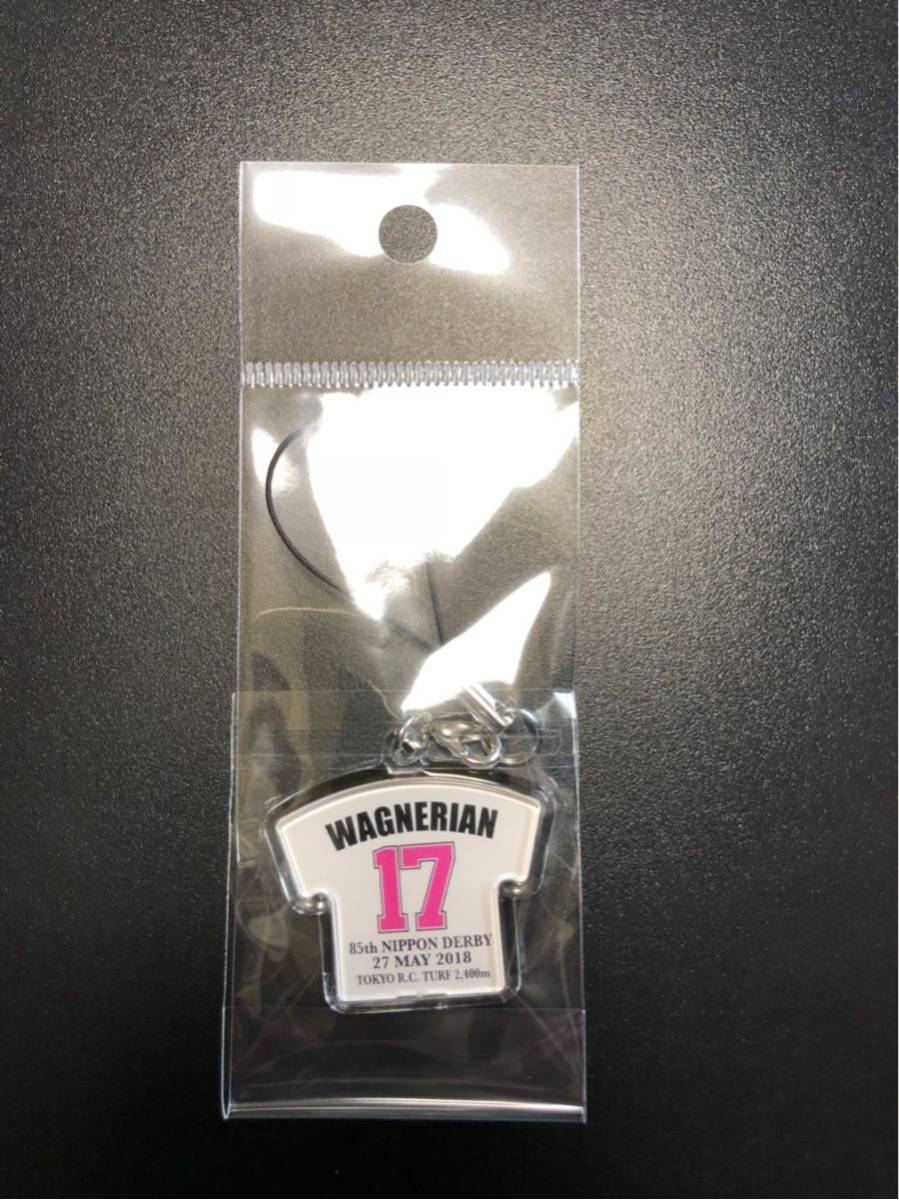 WAGNERIAN
17
85th NIPPON DERBY
27 MAY 2018
TOKYO R.C. TURF 2,400m